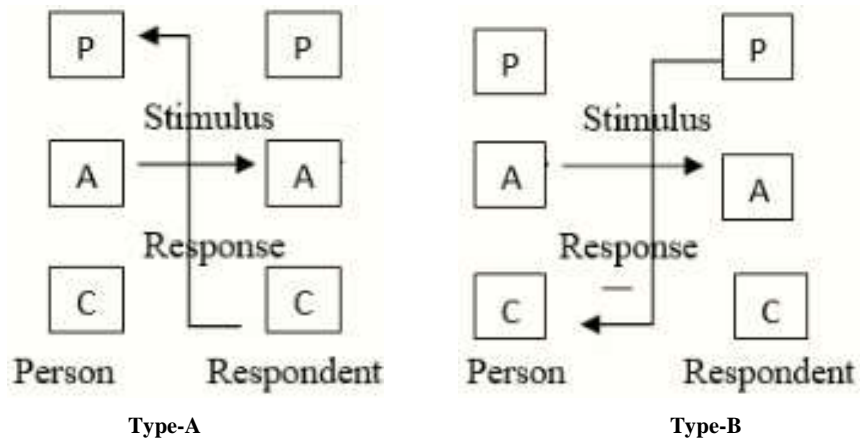 P P P P
Stimulus Stimulus
A A A A
Response Response
C C C C
Person Respondent Person Respondent
Type-A Type-B